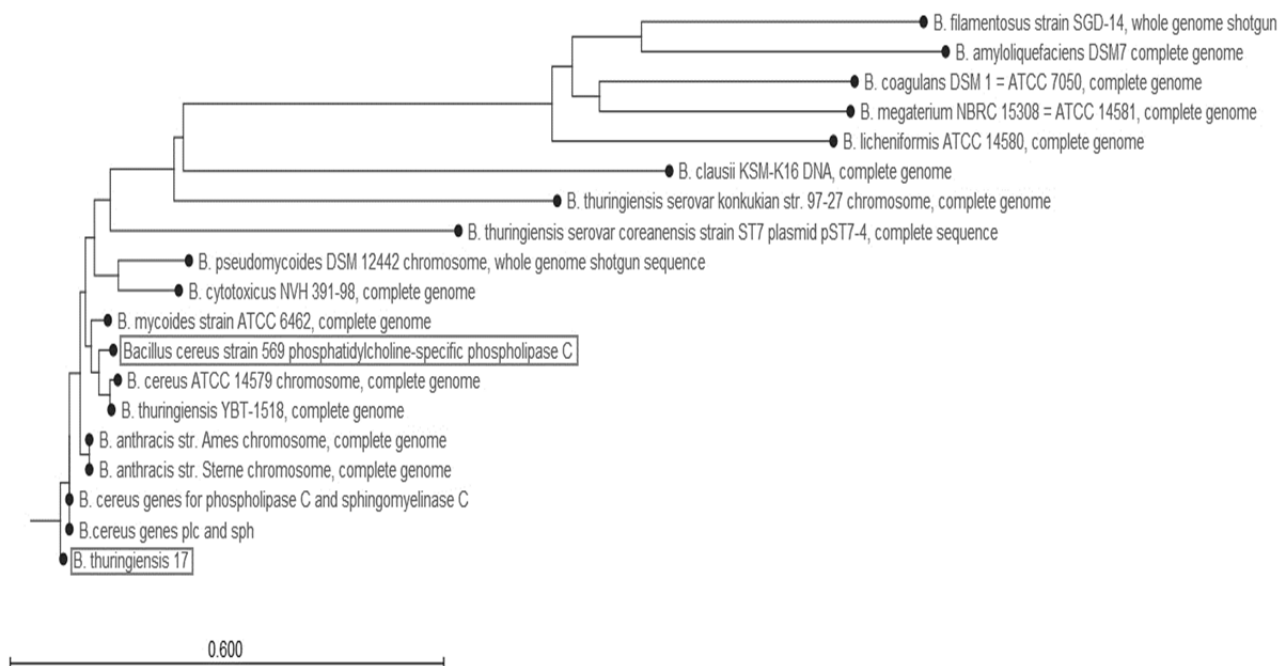 B. filamentosus strain SGD-14, whole genome shotgun
B. amyloliquefaciens DSM7 complete genome
B. coagulans DSM 1 = ATCC 7050, complete genome
B. megaterium NBRC 15308 = ATCC 14581, complete genome
B. licheniformis ATCC 14580, complete genome
B. clausii KSM-K16 DNA, complete genome
B. thuringiensis serovar konkukian str. 97-27 chromosome, complete genome
B. thuringiensis serovar coreanensis strain ST7 plasmid pST7-4, complete sequence
B. pseudomycoides DSM 12442 chromosome, whole genome shotgun sequence
B. cytotoxicus NVH 391-98, complete genome
B. mycoides strain ATCC 6462, complete genome
Bacillus cereus strain 569 phosphatidylcholine-specific phospholipase C
B. cereus ATCC 14579 chromosome, complete genome
B. thuringiensis YBT-1518, complete genome
B. anthracis str. Ames chromosome, complete genome
B. anthracis str. Sterne chromosome, complete genome
B. cereus genes for phospholipase C and sphingomyelinase C
B.cereus genes plc and sph
B. thuringiensis 17
0.600